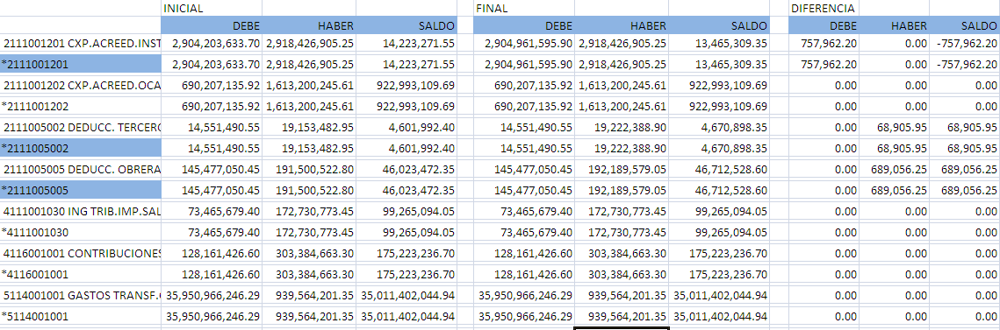 INICIAL FINAL DIFERENCIA
DEBE HABER SALDO DEBE HABER SALDO DEBE HABER SALDO
2111001201 CXP.ACREED.INST 2,904,203,633.70 2,918,426,905.25 14,223,271.55 2,904,961,595.90 2,918,426,905.25 13,465,309.35 757,962.20 0.00 -757,962.20
*2111001201 2,904,203,633.70 2,918,426,905.25 14,223,271.55 2,904,961,595.90 2,918,426,905.25 13,465,309.35 757,962.20 0.00 -757,962.20
2111001202 CXP.ACREED.OCA 690,207,135.92 1,613,200,245.61 922,993,109.69 690,207,135.92 1,613,200,245.61 922,993,109.69 0.00 0.00 0.00
*2111001202 690,207,135.92 1,613,200,245.61 922,993,109.69 690,207,135.92 1,613,200,245.61 922,993,109.69 0.00 0.00 0.00
2111005002 DEDUCC. TERCERO 14,551,490.55 19,153,482.95 4,601,992.40 14,551,490.55 19,222,388.90 4,670,898.35 0.00 68,905.95 68,905.95
*2111005002 14,551,490.55 19,153,482.95 4,601,992.40 14,551,490.55 19,222,388.90 4,670,898.35 0.00 68,905.95 68,905.95
2111005005 DEDUCC. OBRERA 145,477,050.45 191,500,522.80 46,023,472.35 145,477,050.45 192,189,579.05 46,712,528.60 0.00 689,056.25 689,056.25
*2111005005 145,477,050.45 191,500,522.80 46,023,472.35 145,477,050.45 192,189,579.05 46,712,528.60 0.00 689,056.25 689,056.25
4111001030 ING TRIB.IMP.SAL 73,465,679.40 172,730,773.45 99,265,094.05 73,465,679.40 172,730,773.45 99,265,094.05 0.00 0.00 0.00
*4111001030 73,465,679.40 172,730,773.45 99,265,094.05 73,465,679.40 172,730,773.45 99,265,094.05 0.00 0.00 0.00
4116001001 CONTRIBUCIONES 128,161,426.60 303,384,663.30 175,223,236.70 128,161,426.60 303,384,663.30 175,223,236.70 0.00 0.00 0.00
*4116001001 128,161,426.60 303,384,663.30 175,223,236.70 128,161,426.60 303,384,663.30 175,223,236.70 0.00 0.00 0.00
5114001001 GASTOS TRANSF. 35,950,966,246.29 939,564,201.35 35,011,402,044.94 35,950,966,246.29 939,564,201.35 35,011,402,044.94 0.00 0.00 0.00
*5114001001 35,950,966,246.29 939,564,201.35 35,011,402,044.94 35,950,966,246.29 939,564,201.35 35,011,402,044.94 0.00 0.00 0.00